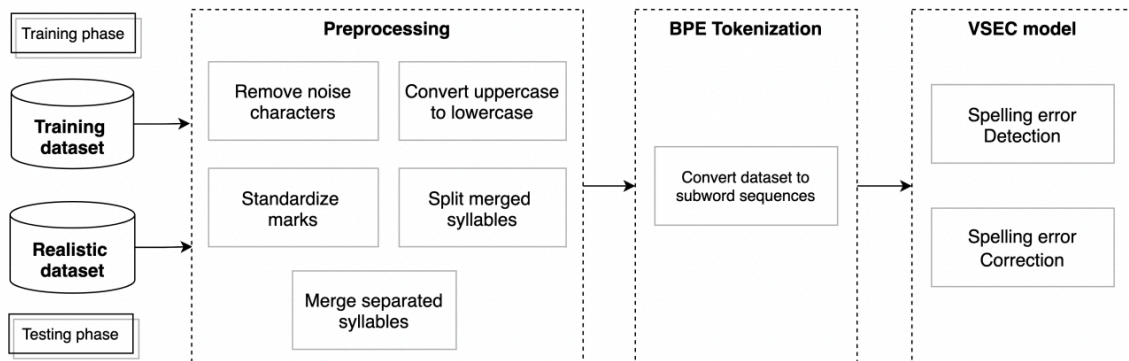 Training phase
Training
dataset
Realistic
dataset
Testing phase
Preprocessing
Remove noise
characters
Convert uppercase
to lowercase
Standardize
marks
Split merged
syllables
Merge separated
syllables
BPE Tokenization
Convert dataset to
subword sequences
VSEC model
Spelling error
Detection
Spelling error
Correction